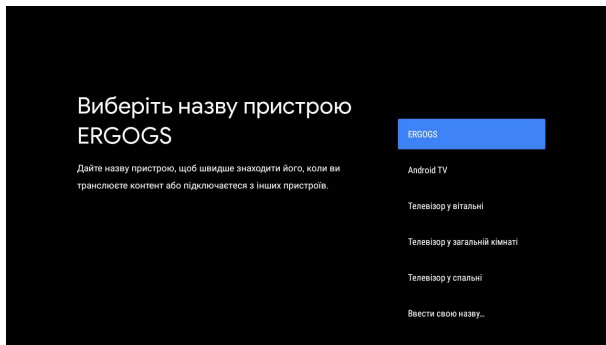 Виберіть назву пристрою
ERGOGS
Дайте назву пристрою, щоб швидше знаходити його, коли ви
транслюєте контент або підключаєтеся з інших пристроїв.
ERGOGS
Android TV
Телевізор у вітальні
Телевізор у загальній кімнаті
Телевізор у спальні
Ввести свою назву...